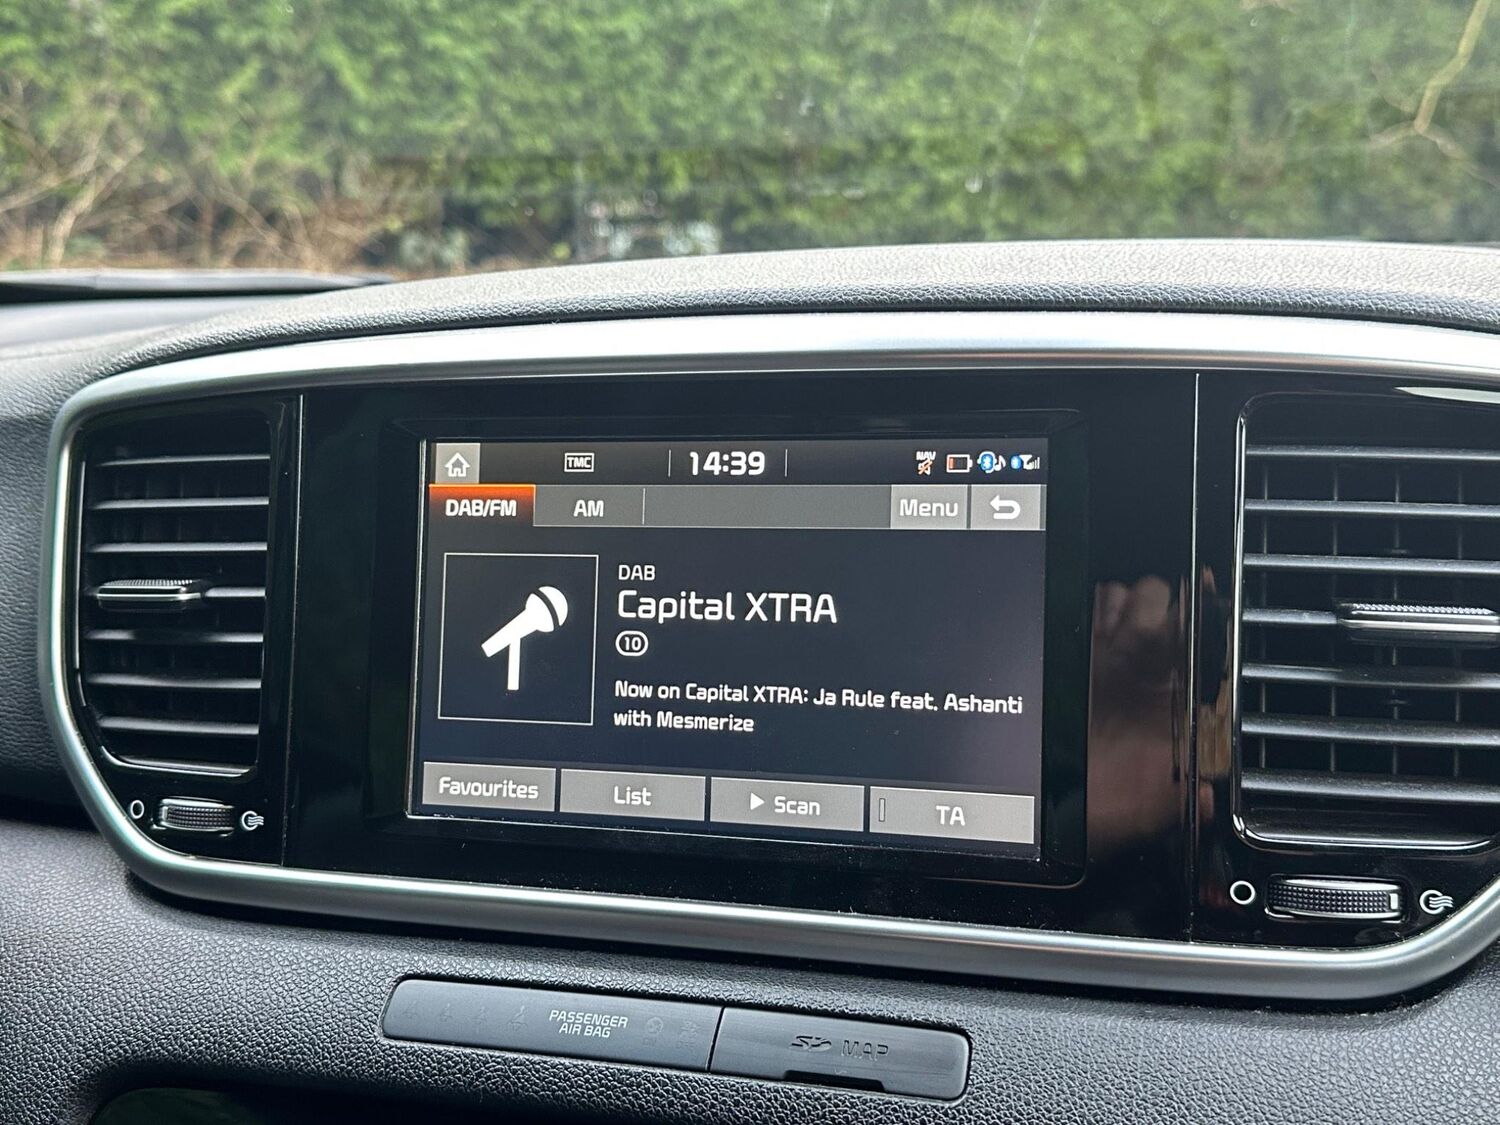 TMC
14:39
NAV
DAB/FM
AM
Menu
DAB
Capital XTRA
10
Now on Capital XTRA: Ja Rule feat. Ashanti
with Mesmerize
Favourites
List
Scan
TA
PASSENGER
AIR BAG
SD MAP